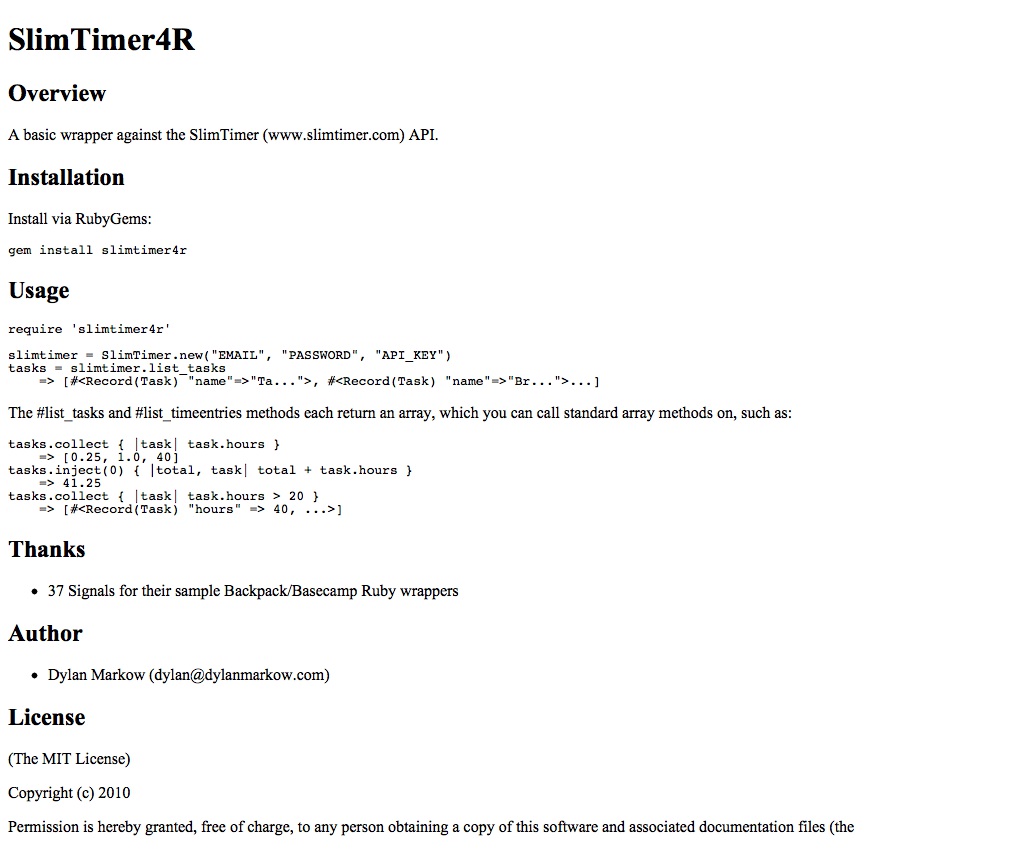 SlimTimer4R
Overview
A basic wrapper against the SlimTimer (www.slimtimer.com) API.
Installation
Install via RubyGems:
gem install slimtimer4r
Usage
require 'slimtimer4r'
slimtimer = SlimTimer.new("EMAIL", "PASSWORD", "API_KEY")
tasks = slimtimer.list_tasks
    => [#<Record(Task) "name"=>"Ta...">, #<Record(Task) "name"=>"Br...">...]
The #list_tasks and #list_timeentries methods each return an array, which you can call standard array methods on, such as:
tasks.collect { |task| task.hours }
    => [0.25, 1.0, 40]
tasks.inject(0) { |total, task| total + task.hours }
    => 41.25
tasks.collect { |task| task.hours > 20 }
    => [#<Record(Task) "hours" => 40, ...>]
Thanks
• 37 Signals for their sample Backpack/Basecamp Ruby wrappers
Author
• Dylan Markow (dylan@dylanmarkow.com)
License
(The MIT License)
Copyright (c) 2010
Permission is hereby granted, free of charge, to any person obtaining a copy of this software and associated documentation files (the